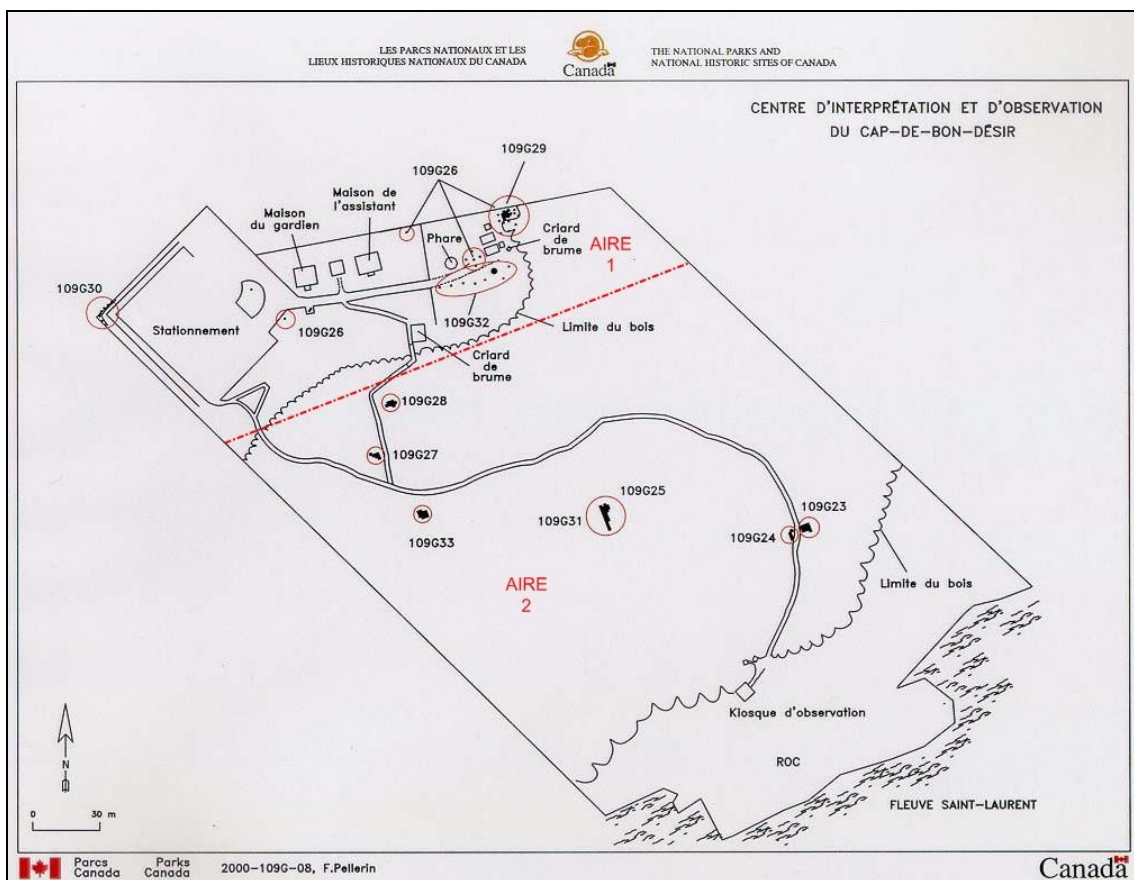 LES PARCS NATIONAUX ET LES
LIEUX HISTORIQUES NATIONAUX DU CANADA
Canada
THE NATIONAL PARKS AND
NATIONAL HISTORIC SITES OF CANADA
CENTRE D'INTERPRÉTATION ET D'OBSERVATION
DU CAP-DE-BON-DÉSIR
109G29
109G26
Maison de
l'assistant
Maison
du gardien
Phare
Criard
de
brume
AIRE
1
109G30
Stationnement
109G26
109G32
Limite du bois
Criard
de
brume
109G28
109G27
109G25
109G31
109G23
109G24
109G33
AIRE
2
Limite du bois
Kiosque d'observation
ROC
FLEUVE SAINT-LAURENT
N
0 30 m
Parcs
Canada
Parks
Canada
2000-109G-08, F.Pellerin
Canada